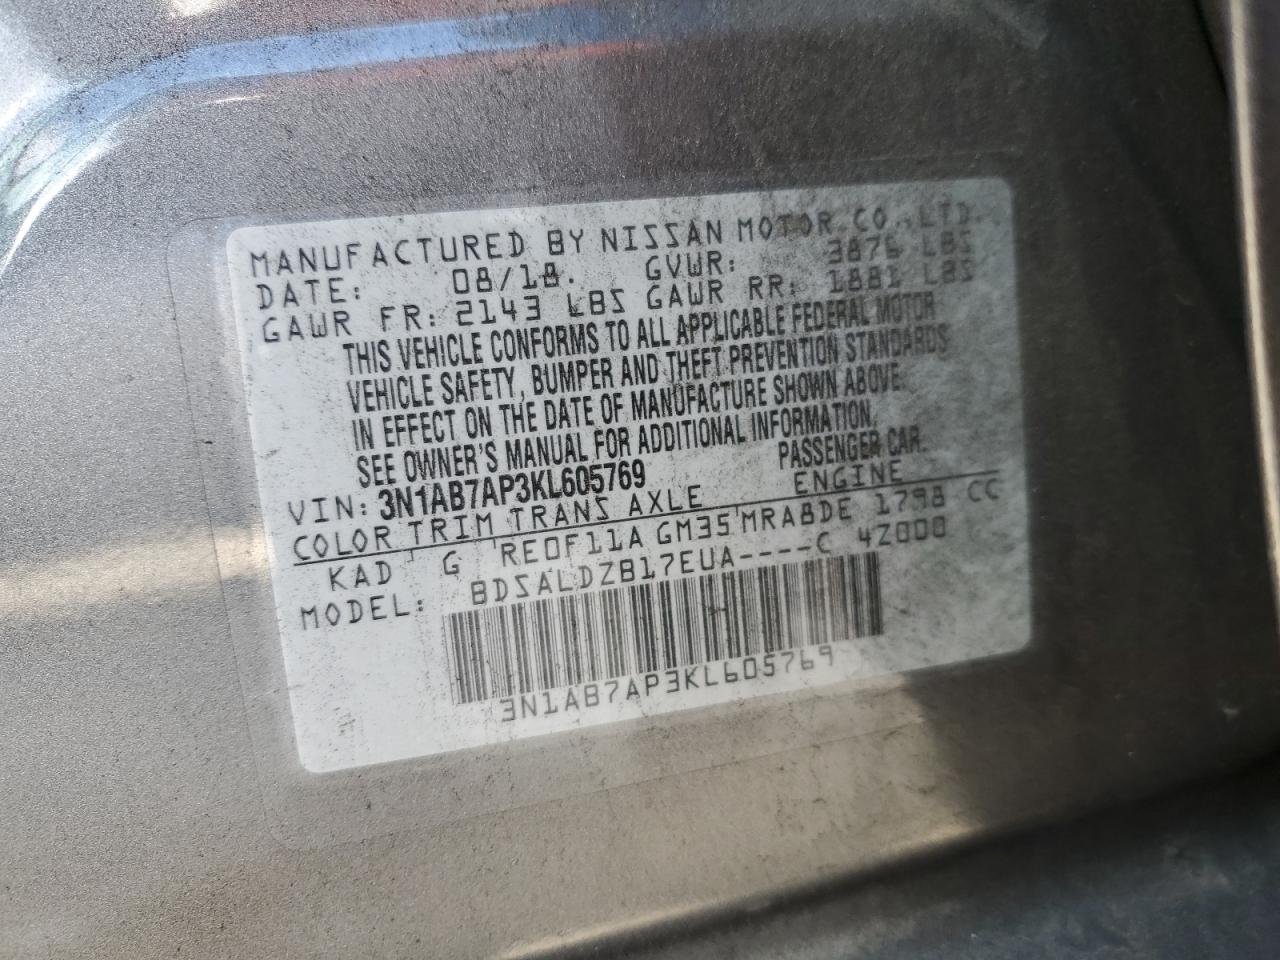 MANUFACTURED BY NISSAN MOTOR CO., LTD.
DATE: 08/18. GVWR: 3876 LBS
GAWR FR: 2143 LBS GAWR RR: 1881 LBS
THIS VEHICLE CONFORMS TO ALL APPLICABLE FEDERAL MOTOR
VEHICLE SAFETY, BUMPER AND THEFT PREVENTION STANDARDS
IN EFFECT ON THE DATE OF MANUFACTURE SHOWN ABOVE.
SEE OWNER'S MANUAL FOR ADDITIONAL INFORMATION.
VIN: 3N1AB7AP3KL605769 PASSENGER CAR.
COLOR TRIM TRANS AXLE ENGINE
KAD G RE0F11A GM35 MRA8DE 1798 CC
MODEL: BDSALDZB17EUA----C 4Z000
3N1AB7AP3KL605769